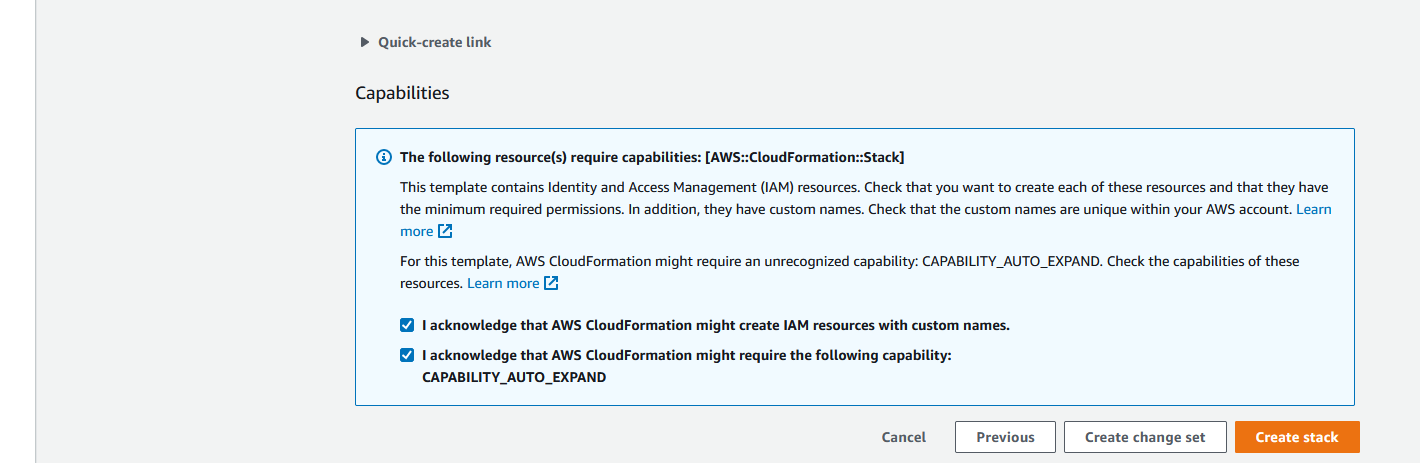 Quick-create link
Capabilities
The following resource(s) require capabilities: [AWS::CloudFormation::Stack]
This template contains Identity and Access Management (IAM) resources. Check that you want to create each of these resources and that they have
the minimum required permissions. In addition, they have custom names. Check that the custom names are unique within your AWS account. Learn
more
For this template, AWS CloudFormation might require an unrecognized capability: CAPABILITY_AUTO_EXPAND. Check the capabilities of these
resources. Learn more
I acknowledge that AWS CloudFormation might create IAM resources with custom names.
I acknowledge that AWS CloudFormation might require the following capability:
CAPABILITY_AUTO_EXPAND
Cancel Previous Create change set Create stack